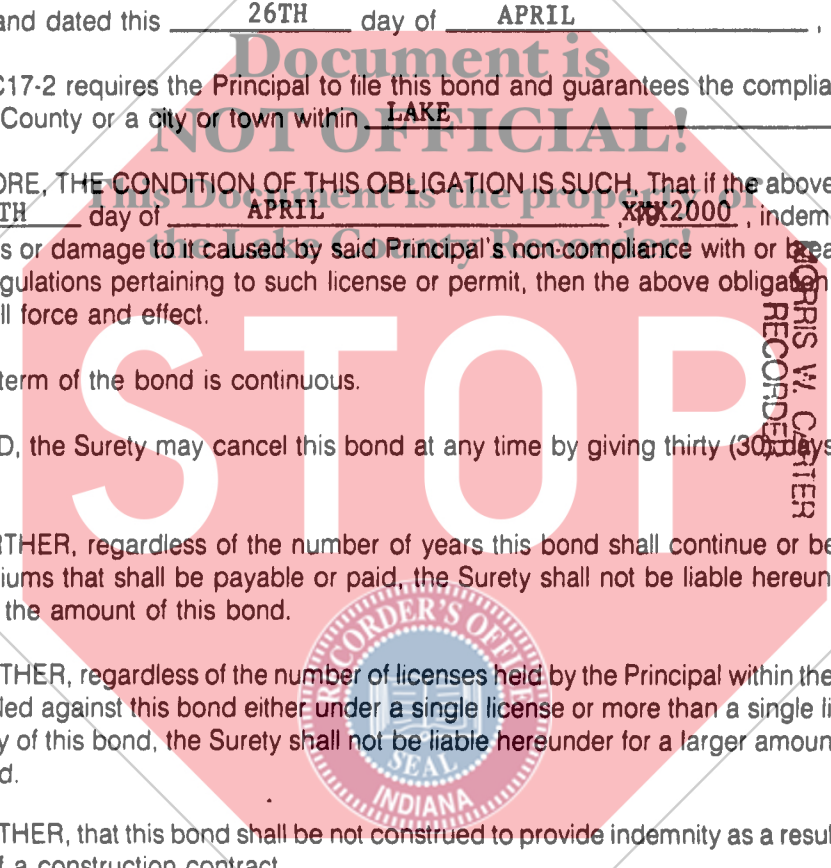 and dated this 26TH day of APRIL ,
Document is
C17-2 requires the Principal to file this bond and guarantees the complia
County or a city or town within LAKE
NOT OFFICIAL!
ORE, THE CONDITION OF THIS OBLIGATION IS SUCH, That if the above
This Document is the property of
TH day of APRIL , 2000 , indem
the Lake County Recorder!
s or damage to it caused by said Principal's non-compliance with or brea
gulations pertaining to such license or permit, then the above obligation
ll force and effect.
MORRIS W. CARTER
RECORDER
STOP
term of the bond is continuous.
D, the Surety may cancel this bond at any time by giving thirty (30) days
RTHER, regardless of the number of years this bond shall continue or be
iums that shall be payable or paid, the Surety shall not be liable hereun
the amount of this bond.
RECORDER'S OFFICE
THER, regardless of the number of licenses held by the Principal within the
led against this bond either under a single license or more than a single li
y of this bond, the Surety shall not be liable hereunder for a larger amoun
d.
SEAL
INDIANA
THER, that this bond shall be not construed to provide indemnity as a resul
f a construction contract.